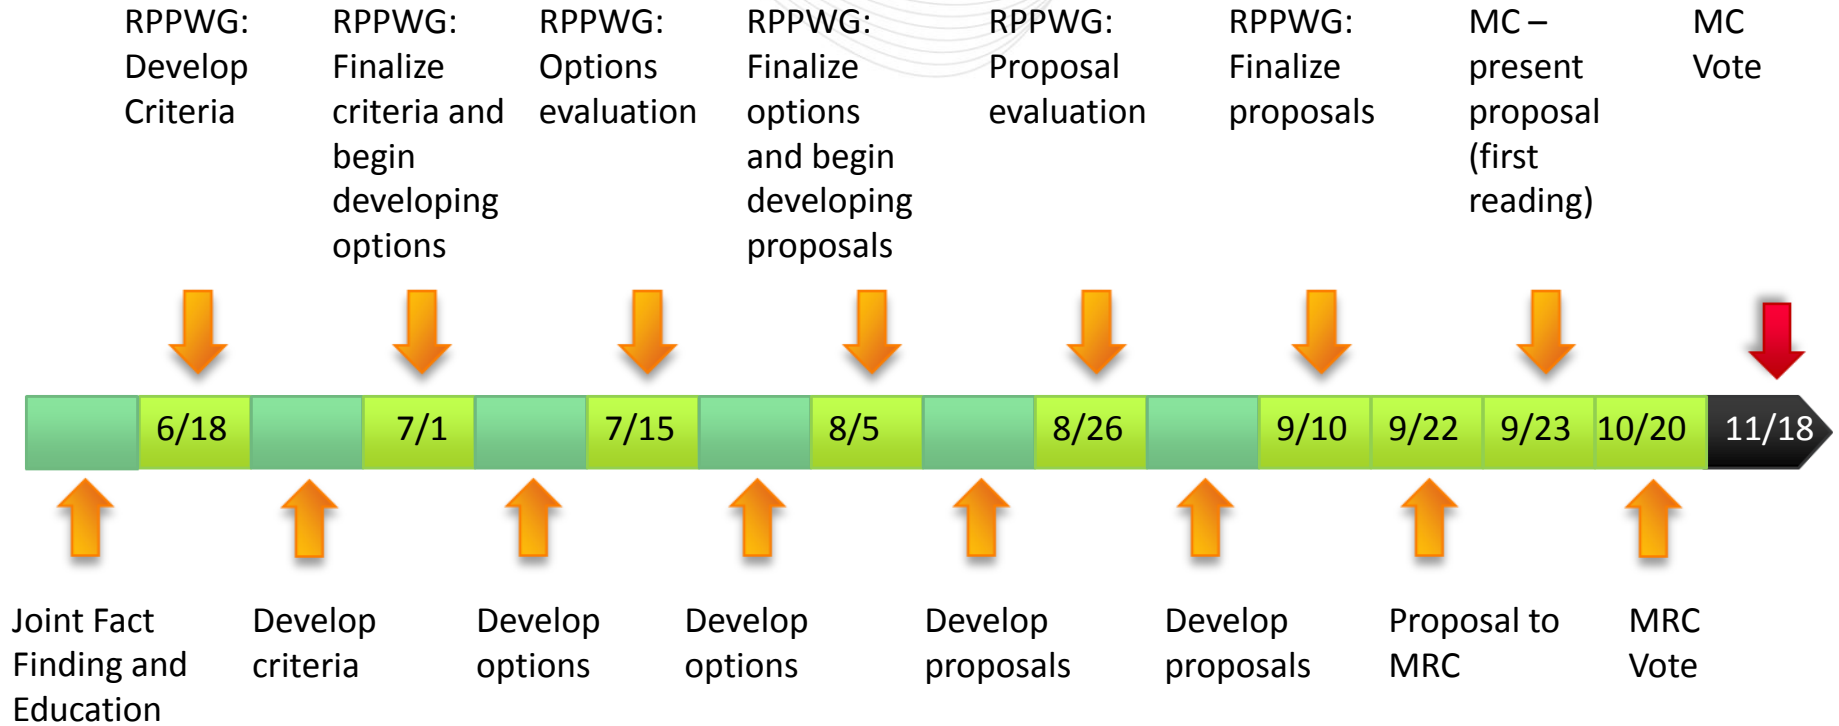 RPPWG:
Develop
Criteria
RPPWG:
Finalize
criteria and
begin
developing
options
RPPWG:
Options
evaluation
RPPWG:
Finalize
options
and begin
developing
proposals
RPPWG:
Proposal
evaluation
RPPWG:
Finalize
proposals
MC –
present
proposal
(first
reading)
MC
Vote
6/18
7/1
7/15
8/5
8/26
9/10
9/22
9/23
10/20
11/18
Joint Fact
Finding and
Education
Develop
criteria
Develop
options
Develop
options
Develop
proposals
Develop
proposals
Proposal to
MRC
MRC
Vote